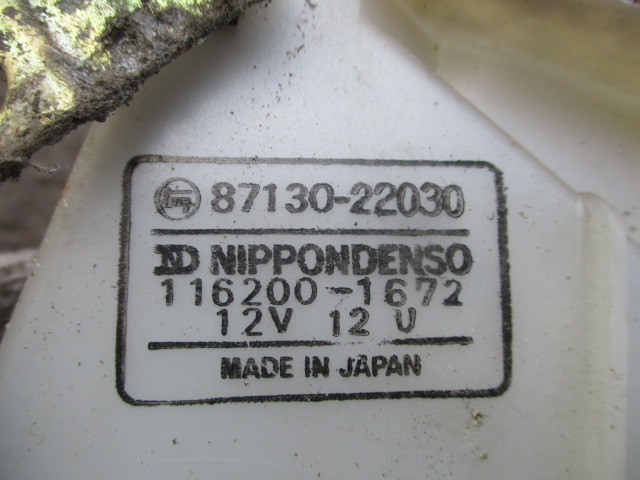 87130-22030
ND NIPPONDENSO
116200-1672
12V 12 U
MADE IN JAPAN